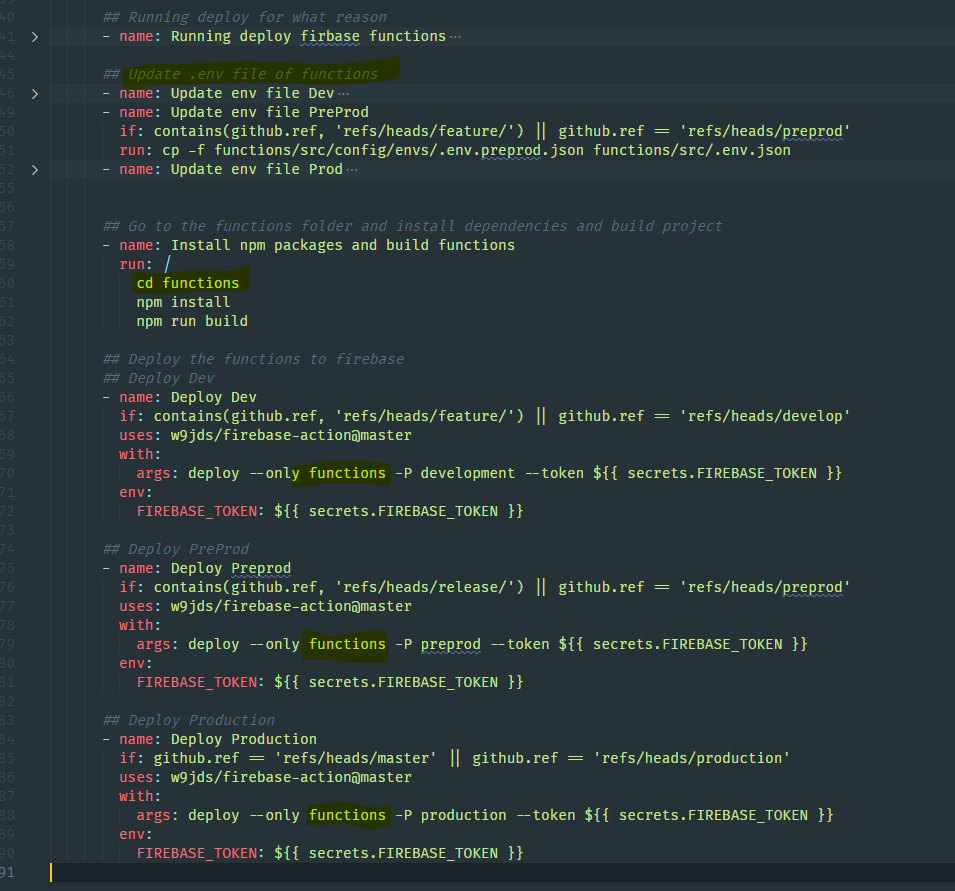 40 ## Running deploy for what reason
41 - name: Running deploy firbase functions…
44
45 ## Update .env file of functions
46 - name: Update env file Dev…
49 - name: Update env file PreProd
50 if: contains(github.ref, 'refs/heads/feature/') || github.ref == 'refs/heads/preprod'
51 run: cp -f functions/src/config/envs/.env.preprod.json functions/src/.env.json
52 - name: Update env file Prod…
55
56
57 ## Go to the functions folder and install dependencies and build project
58 - name: Install npm packages and build functions
59 run: |
60 cd functions
61 npm install
62 npm run build
63
64 ## Deploy the functions to firebase
65 ## Deploy Dev
66 - name: Deploy Dev
67 if: contains(github.ref, 'refs/heads/feature/') || github.ref == 'refs/heads/develop'
68 uses: w9jds/firebase-action@master
69 with:
70 args: deploy --only functions -P development --token ${{ secrets.FIREBASE_TOKEN }}
71 env:
72 FIREBASE_TOKEN: ${{ secrets.FIREBASE_TOKEN }}
73
74 ## Deploy PreProd
75 - name: Deploy Preprod
76 if: contains(github.ref, 'refs/heads/release/') || github.ref == 'refs/heads/preprod'
77 uses: w9jds/firebase-action@master
78 with:
79 args: deploy --only functions -P preprod --token ${{ secrets.FIREBASE_TOKEN }}
80 env:
81 FIREBASE_TOKEN: ${{ secrets.FIREBASE_TOKEN }}
82
83 ## Deploy Production
84 - name: Deploy Production
85 if: github.ref == 'refs/heads/master' || github.ref == 'refs/heads/production'
86 uses: w9jds/firebase-action@master
87 with:
88 args: deploy --only functions -P production --token ${{ secrets.FIREBASE_TOKEN }}
89 env:
90 FIREBASE_TOKEN: ${{ secrets.FIREBASE_TOKEN }}
91